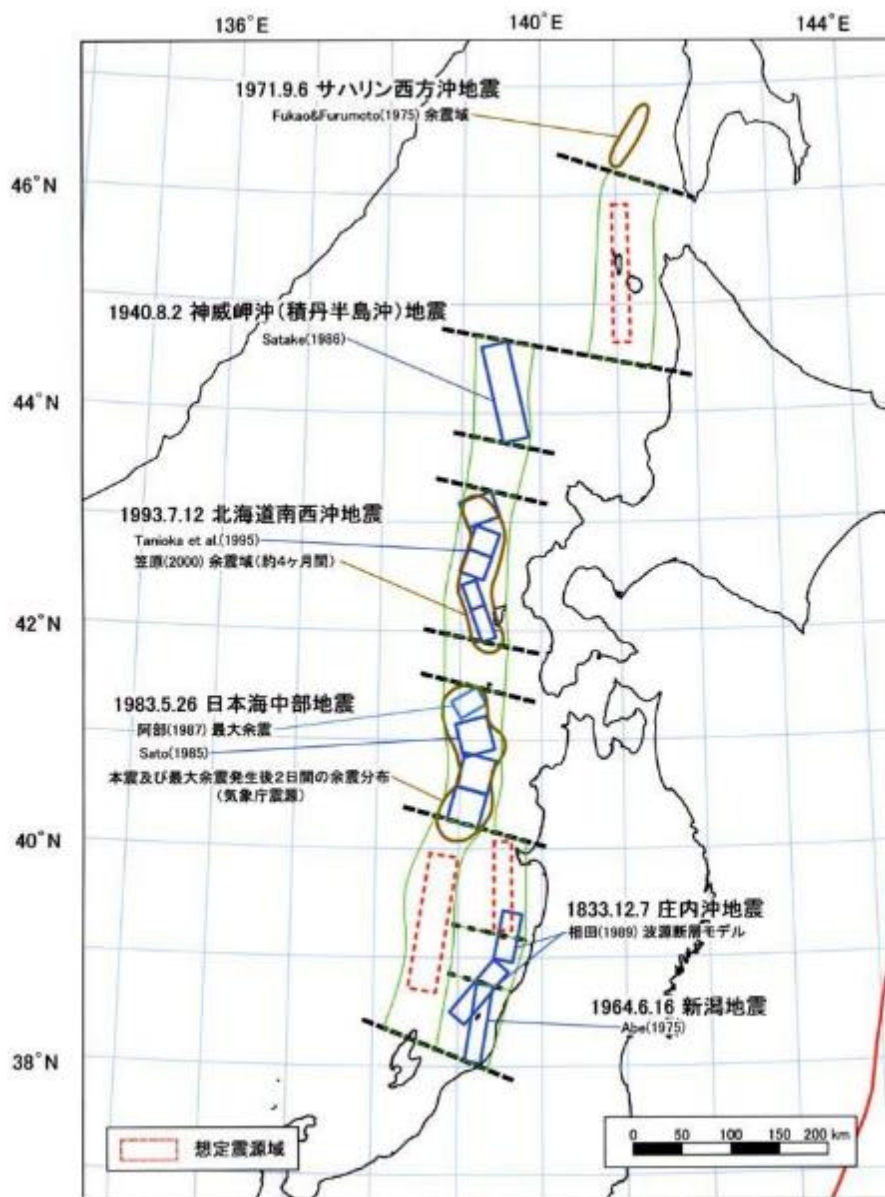 136°E 140°E 144°E
1971.9.6 サハリン西方沖地震
Fukao&Furumoto(1975) 余震域
46°N
1940.8.2 神威岬沖(積丹半島沖)地震
Satake(1986)
44°N
1993.7.12 北海道南西沖地震
Tanioka et al.(1995)
笠原(2000) 余震域(約4ヶ月間)
42°N
1983.5.26 日本海中部地震
阿部(1987) 最大余震
Sato(1985)
本震及び最大余震発生後2日間の余震分布
(気象庁震源)
40°N
1833.12.7 庄内沖地震
相田(1989) 波源断層モデル
1964.6.16 新潟地震
Abe(1975)
38°N
想定震源域
0 50 100 150 200 km